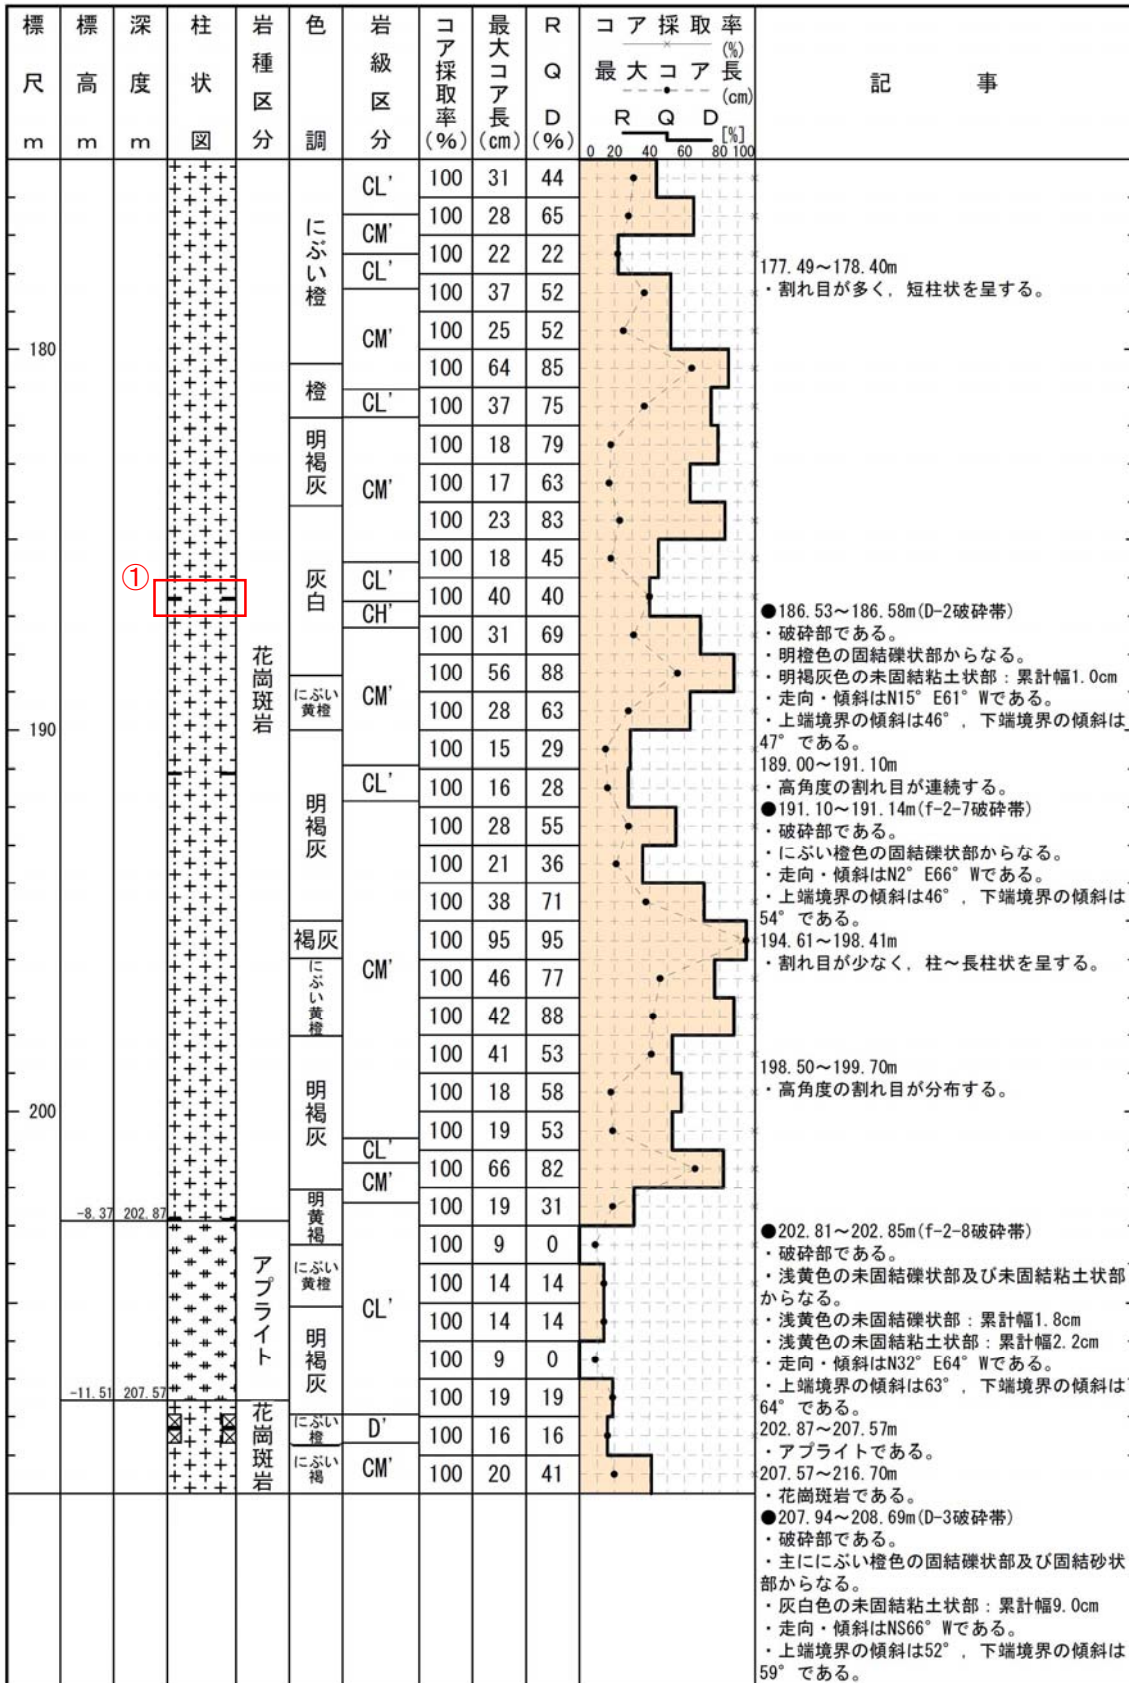 標尺 m
標高 m
深度 m
柱状図
岩種区分
色調
岩級区分
コア採取率(%)
最大コア長(cm)
RQD(%)
コア採取率(%)
最大コア長(cm)
RQD[%]
0 20 40 60 80 100
記事
CL' 100 31 44
100 28 65
CM'
100 22 22
CL'
100 37 52
にぶい橙
CM' 100 25 52
180
100 64 85
橙
CL' 100 37 75
100 18 79
明褐灰
CM' 100 17 63
100 23 83
100 18 45
灰白
CL'
① 100 40 40
CH'
100 31 69
花崗斑岩
100 56 88
CM'
にぶい黄橙
100 28 63
190
100 15 29
CL' 100 16 28
明褐灰
100 28 55
100 21 36
100 38 71
褐灰 100 95 95
CM'
にぶい黄橙 100 46 77
100 42 88
100 41 53
明褐灰
100 18 58
200
100 19 53
CL'
100 66 82
CM'
明黄褐
100 19 31
-8.37 202.87
100 9 0
アプライト
にぶい黄橙
100 14 14
CL'
100 14 14
明褐灰
100 9 0
-11.51 207.57
100 19 19
花崗斑岩
にぶい橙 D' 100 16 16
にぶい褐 CM' 100 20 41
177.49～178.40m
・割れ目が多く，短柱状を呈する。
●186.53～186.58m(D-2破砕帯)
・破砕部である。
・明橙色の固結礫状部からなる。
・明褐灰色の未固結粘土状部：累計幅1.0cm
・走向・傾斜はN15°E61°Wである。
・上端境界の傾斜は46°，下端境界の傾斜は
47°である。
189.00～191.10m
・高角度の割れ目が連続する。
●191.10～191.14m(f-2-7破砕帯)
・破砕部である。
・にぶい橙色の固結礫状部からなる。
・走向・傾斜はN2°E66°Wである。
・上端境界の傾斜は46°，下端境界の傾斜は
54°である。
194.61～198.41m
・割れ目が少なく，柱～長柱状を呈する。
198.50～199.70m
・高角度の割れ目が分布する。
●202.81～202.85m(f-2-8破砕帯)
・破砕部である。
・浅黄色の未固結礫状部及び未固結粘土状部
からなる。
・浅黄色の未固結礫状部：累計幅1.8cm
・浅黄色の未固結粘土状部：累計幅2.2cm
・走向・傾斜はN32°E64°Wである。
・上端境界の傾斜は63°，下端境界の傾斜は
64°である。
202.87～207.57m
・アプライトである。
207.57～216.70m
・花崗斑岩である。
●207.94～208.69m(D-3破砕帯)
・破砕部である。
・主ににぶい橙色の固結礫状部及び固結砂状
部からなる。
・灰白色の未固結粘土状部：累計幅9.0cm
・走向・傾斜はNS66°Wである。
・上端境界の傾斜は52°，下端境界の傾斜は
59°である。